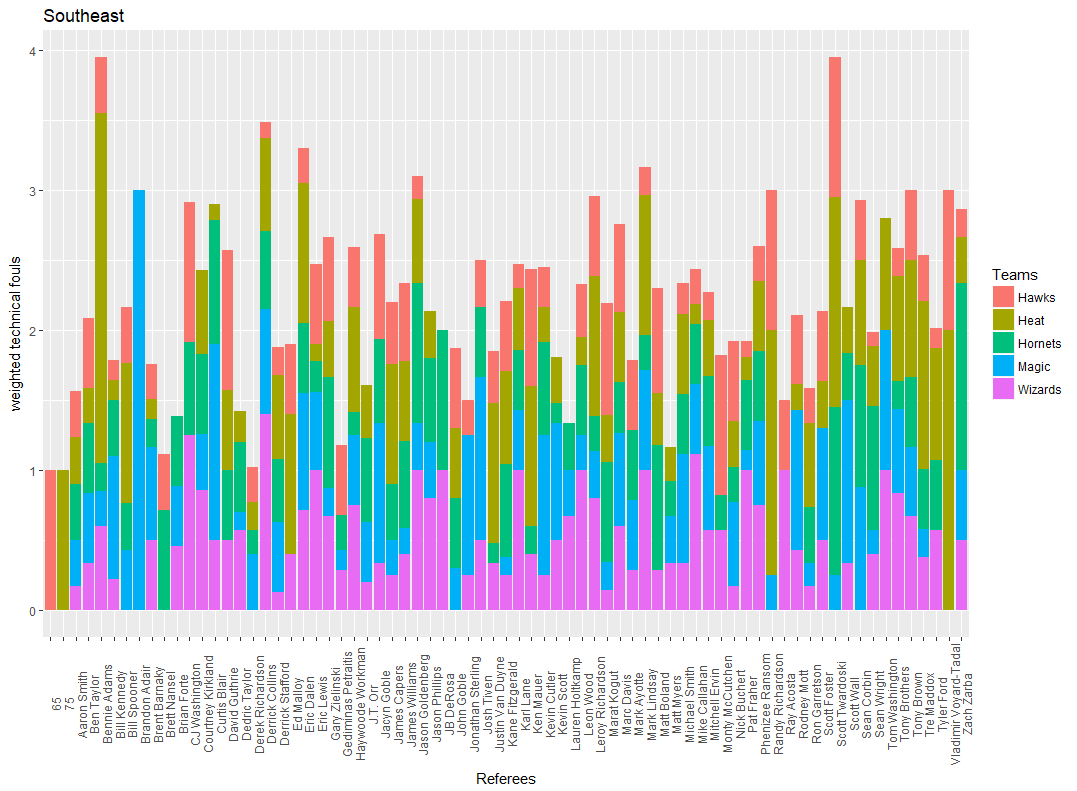 Southeast
4
3
2
1
0
weighted technical fouls
65
75
Aaron Smith
Ben Taylor
Bennie Adams
Bill Kennedy
Bill Spooner
Brandon Adair
Brent Barnaky
Brett Nansel
Brian Forte
CJ Washington
Courtney Kirkland
Curtis Blair
David Guthrie
Dedric Taylor
Derek Richardson
Derrick Collins
Derrick Stafford
Ed Malloy
Eric Dalen
Eric Lewis
Gary Zielinski
Gediminas Petraitis
Haywoode Workman
J.T. Orr
Jacyn Goble
James Capers
James Williams
Jason Goldenberg
Jason Phillips
JB DeRosa
John Goble
Jonathan Sterling
Josh Tiven
Justin Van Duyne
Kane Fitzgerald
Karl Lane
Ken Mauer
Kevin Cutler
Kevin Scott
Lauren Holtkamp
Leon Wood
Leroy Richardson
Marat Kogut
Marc Davis
Mark Ayotte
Mark Lindsay
Matt Boland
Matt Myers
Michael Smith
Mike Callahan
Mitchell Ervin
Monty McCutchen
Nick Buchert
Pat Fraher
Phenizee Ransom
Randy Richardson
Ray Acosta
Rodney Mott
Ron Garretson
Scott Foster
Scott Twardoski
Scott Wall
Sean Corbin
Sean Wright
Tom Washington
Tony Brothers
Tony Brown
Tre Maddox
Tyler Ford
Vladimir Voyard-Tadal
Zach Zarba
Referees
Teams
Hawks
Heat
Hornets
Magic
Wizards